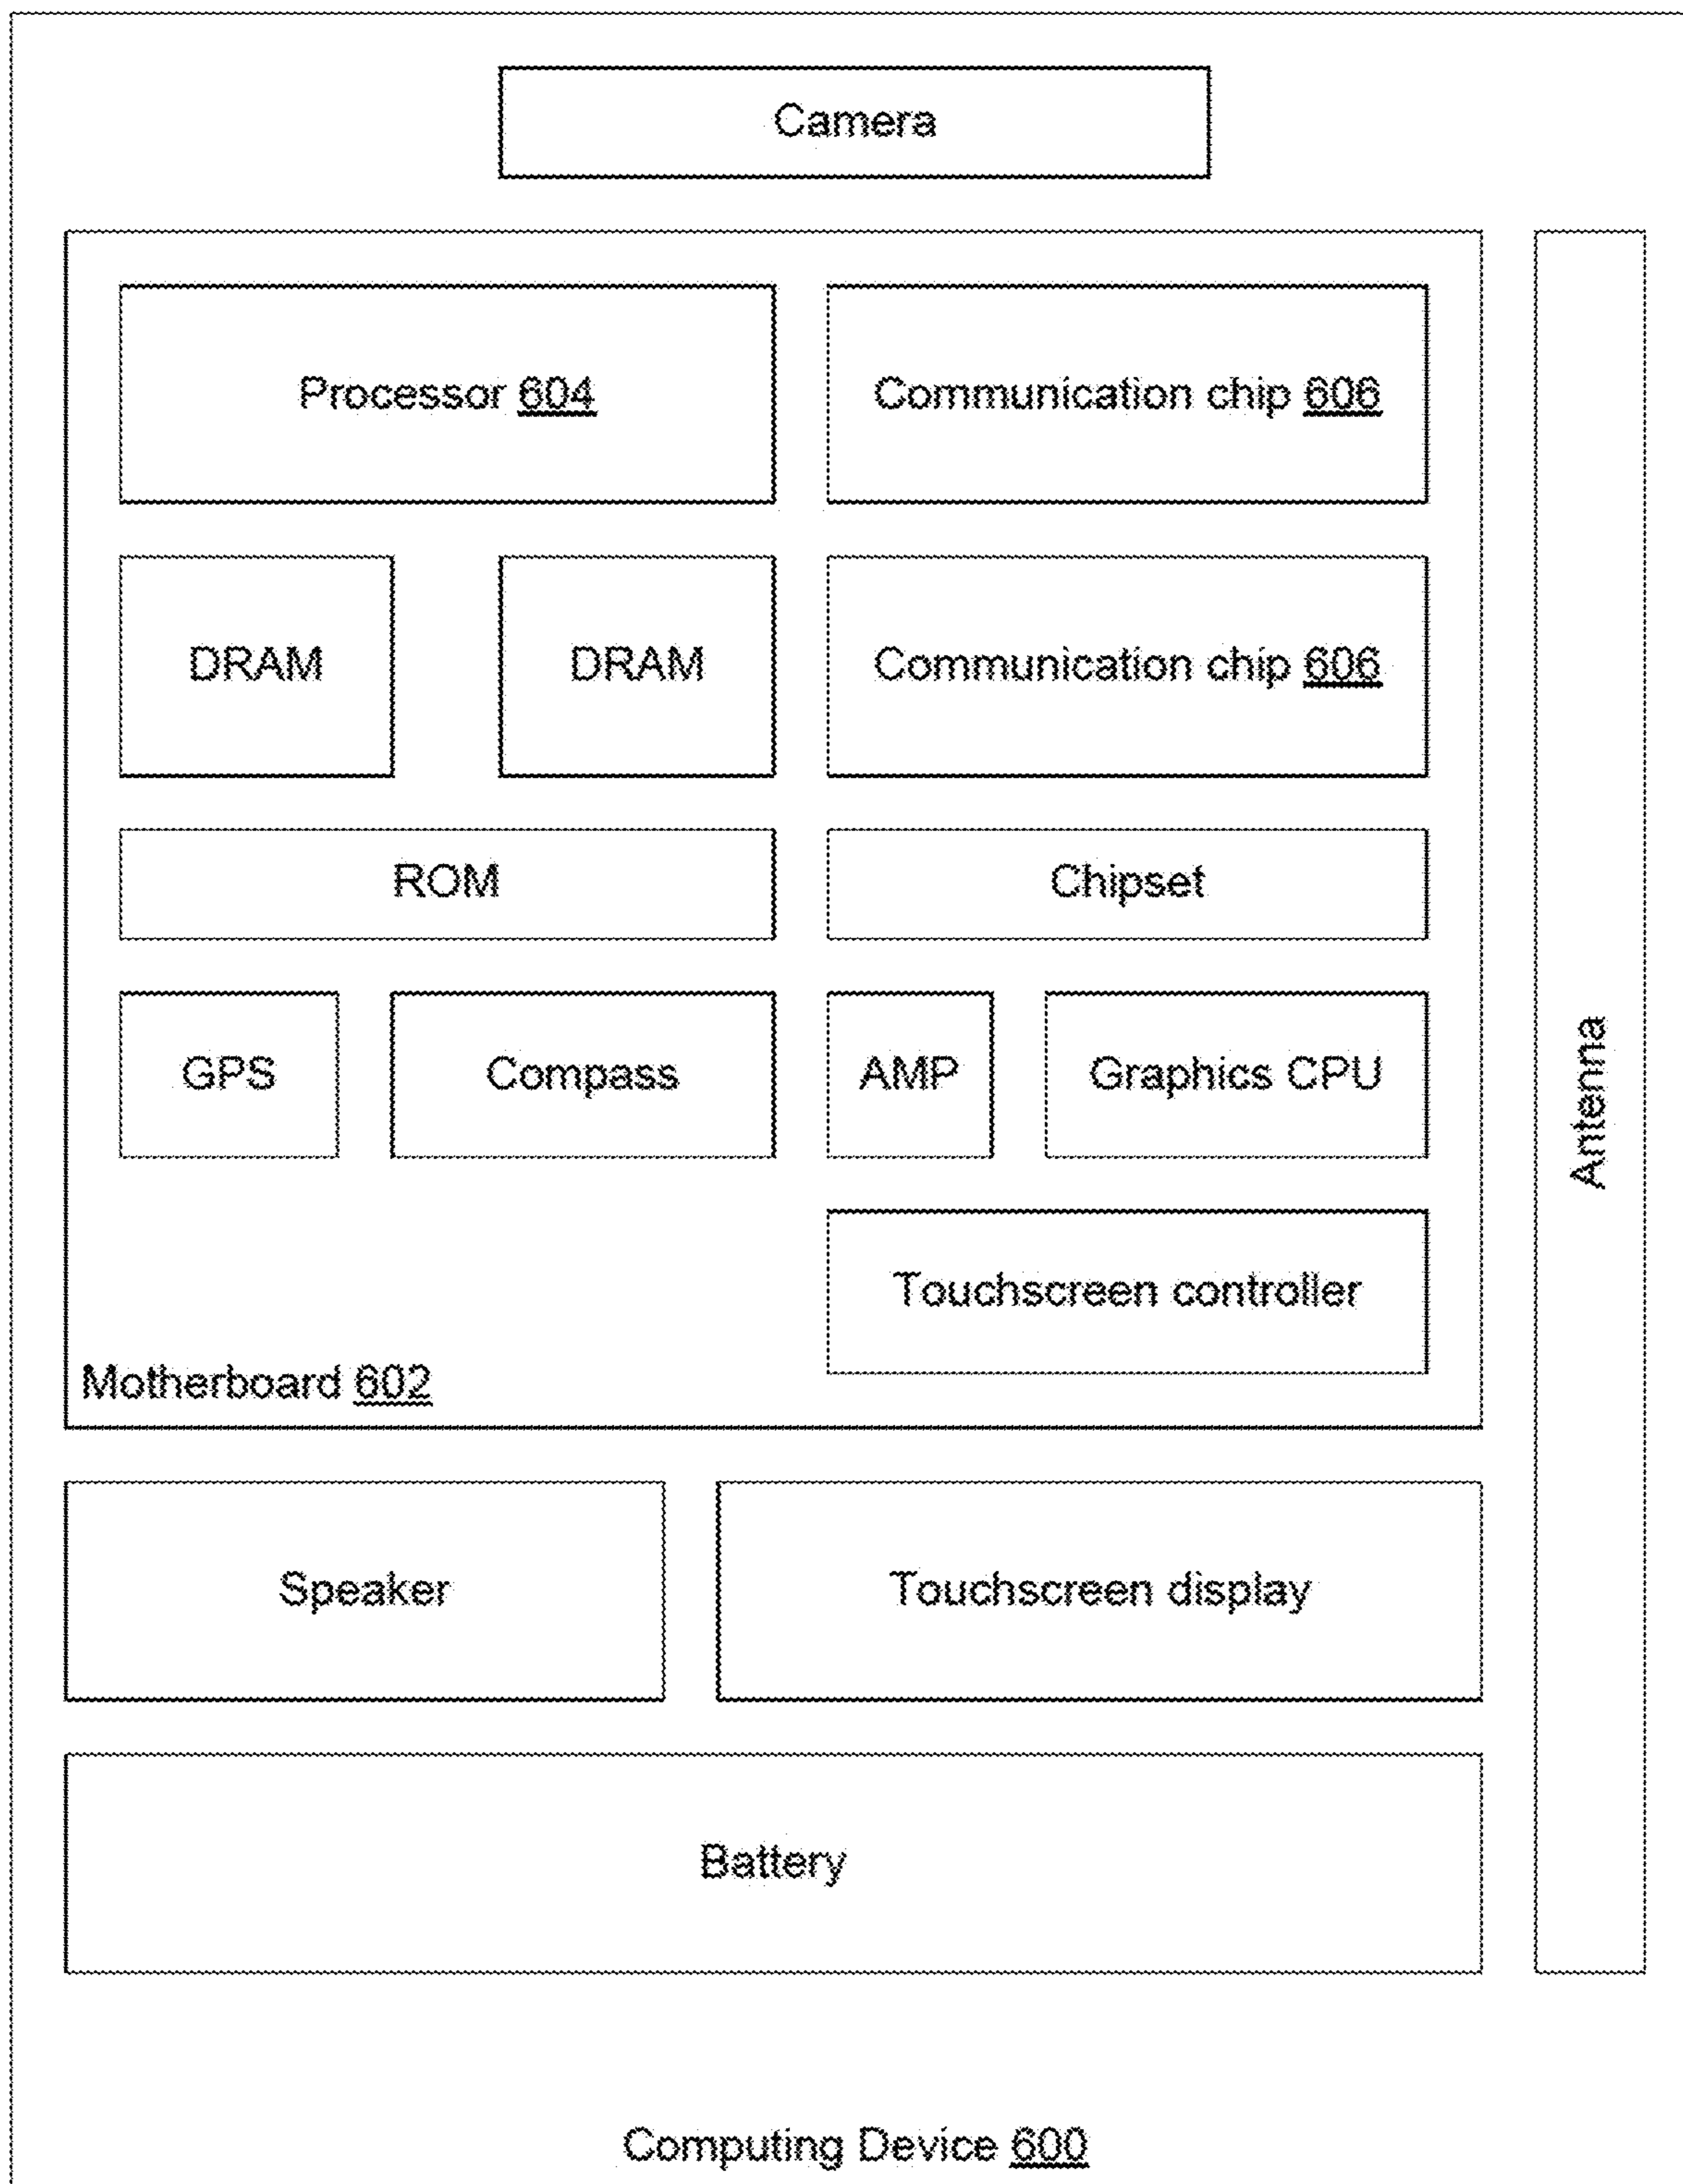 Camera
Processor 604
Communication chip 606
DRAM
DRAM
Communication chip 606
ROM
Chipset
GPS
Compass
AMP
Graphics CPU
Touchscreen controller
Motherboard 602
Antenna
Speaker
Touchscreen display
Battery
Computing Device 600